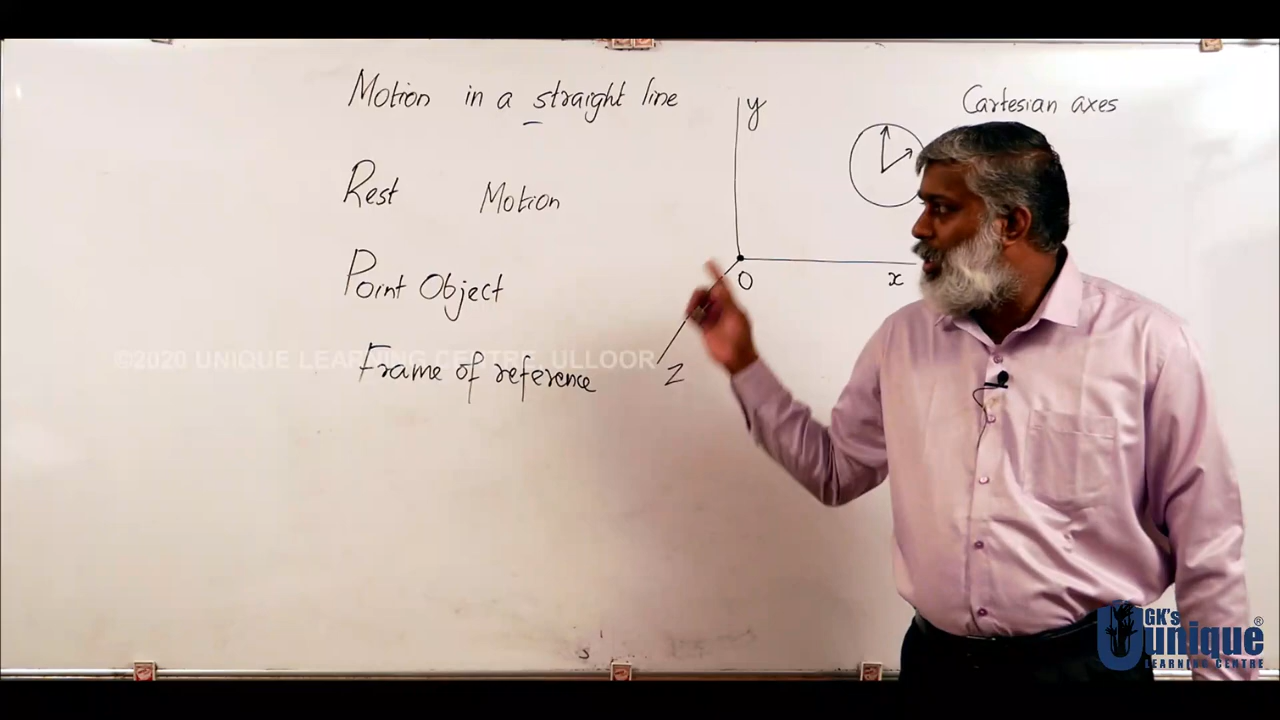 Motion in a straight line
Rest Motion
Point Object
Frame of reference
y
O
x
z
Cartesian axes
©2020 UNIQUE LEARNING CENTRE, ULLOOR
GK's
Uunique®
LEARNING CENTRE